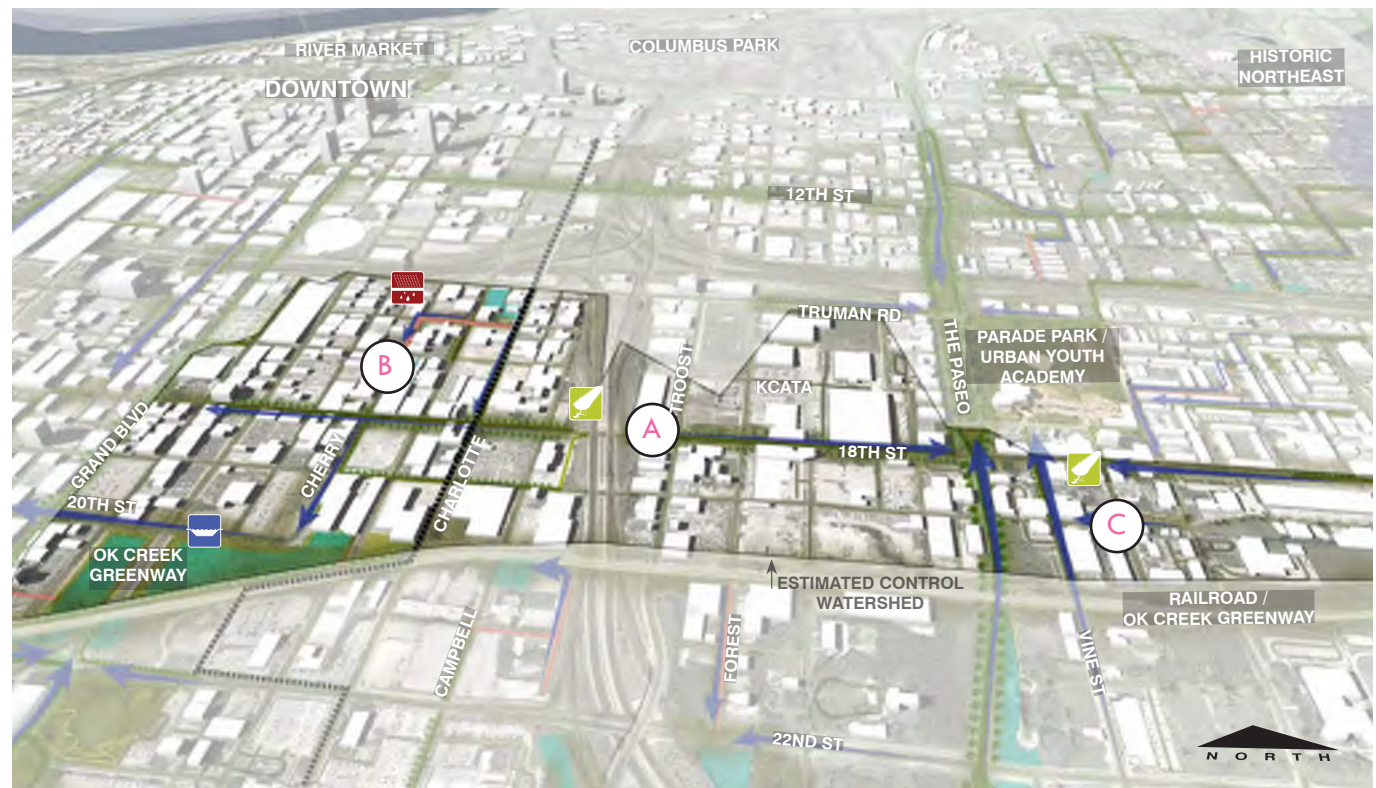 RIVER MARKET
COLUMBUS PARK
HISTORIC
NORTHEAST
DOWNTOWN
12TH ST
TRUMAN RD
THE PASEO
PARADE PARK /
URBAN YOUTH
ACADEMY
B
TROOST
KCATA
A
GRAND BLVD
CHERRY
CHARLOTTE
18TH ST
20TH ST
C
OK CREEK
GREENWAY
ESTIMATED CONTROL
WATERSHED
RAILROAD /
OK CREEK GREENWAY
CAMPBELL
FOREST
VINE ST
22ND ST
NORTH